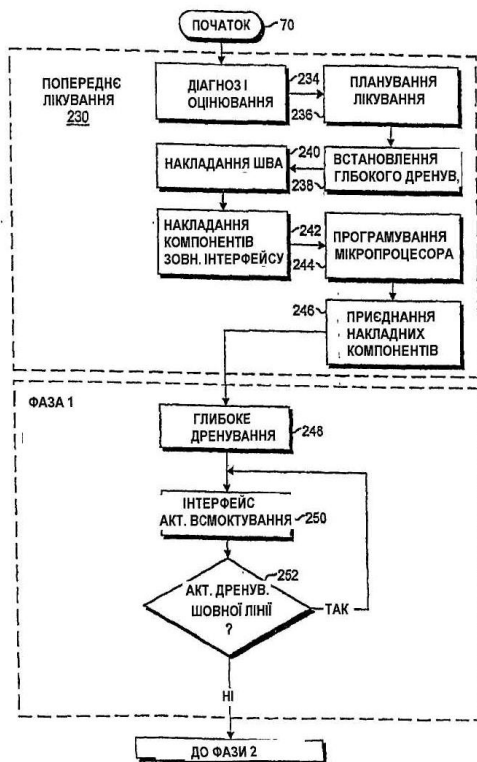 ПОЧАТОК
70
ПОПЕРЕДНЄ
ЛІКУВАННЯ
230
ДІАГНОЗ І
ОЦІНЮВАННЯ
234
ПЛАНУВАННЯ
ЛІКУВАННЯ
236
ВСТАНОВЛЕННЯ
ГЛБОКОГО ДРЕНУВ,
238
НАКЛАДАННЯ ШВА
240
НАКЛАДАННЯ
КОМПОНЕНТІВ
ЗОВН. ІНТЕРФЕЙСУ
242
ПРОГРАМУВАННЯ
МІКРОПРОЦЕСОРА
244
ПРИЄДНАННЯ
НАКЛАДНИХ
КОМПОНЕНТІВ
246
ФАЗА 1
ГЛИБОКЕ
ДРЕНУВАННЯ
248
ІНТЕРФЕЙС
АКТ. ВСМОКТУВАННЯ
250
АКТ. ДРЕНУВ.
ШОВНОЇ ЛІНІЇ
?
252
ТАК
НІ
ДО ФАЗИ 2